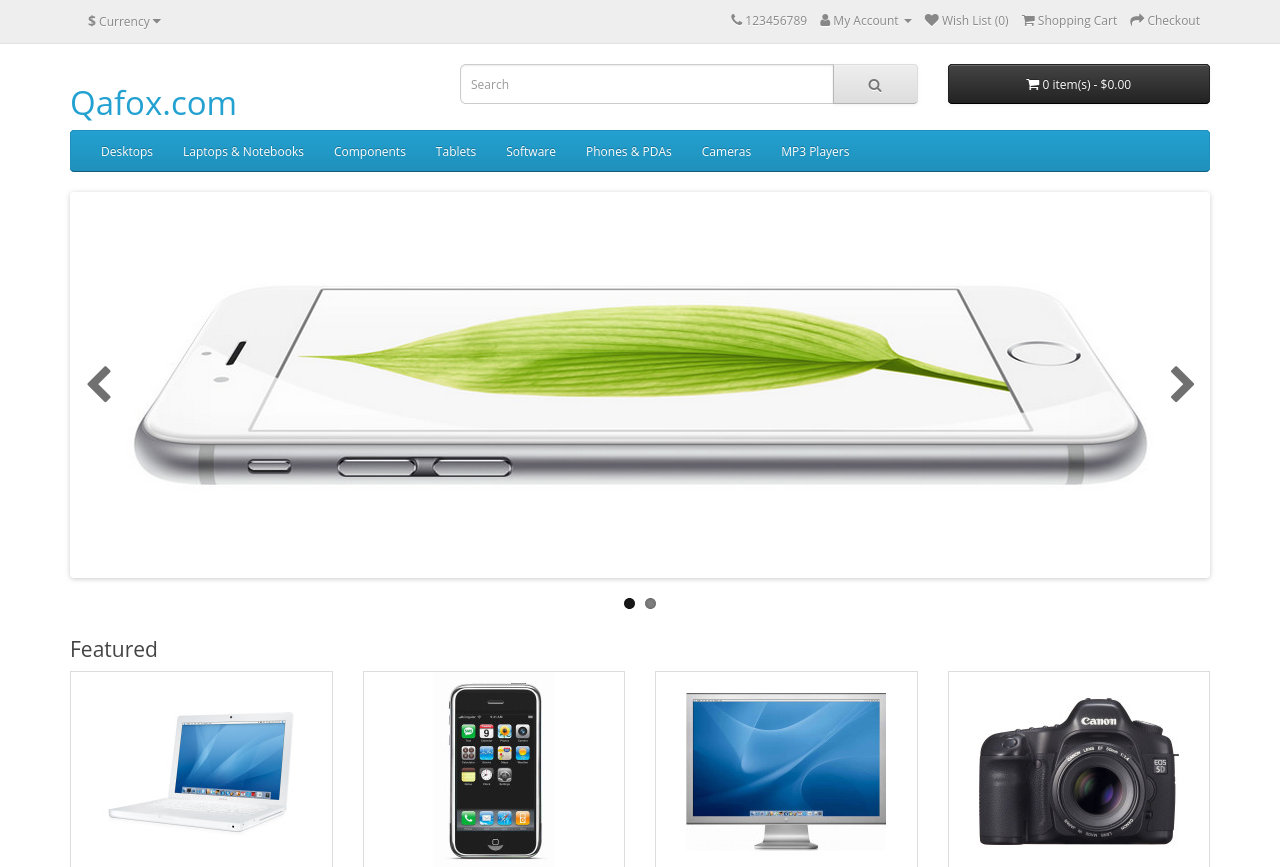 $ Currency
123456789 My Account Wish List (0) Shopping Cart Checkout
Qafox.com
Search
0 item(s) - $0.00
Desktops Laptops & Notebooks Components Tablets Software Phones & PDAs Cameras MP3 Players
Featured
Canon
EOS
5D